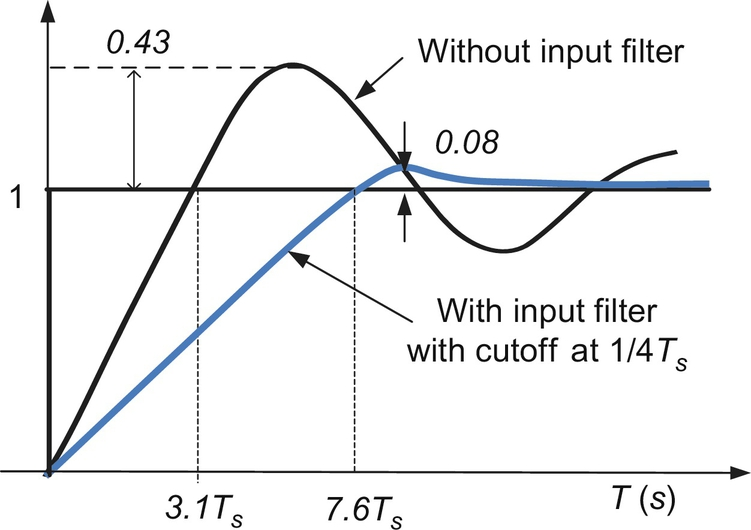 0.43
Without input filter
0.08
1
With input filter
with cutoff at 1/4Ts
3.1Ts
7.6Ts
T (s)